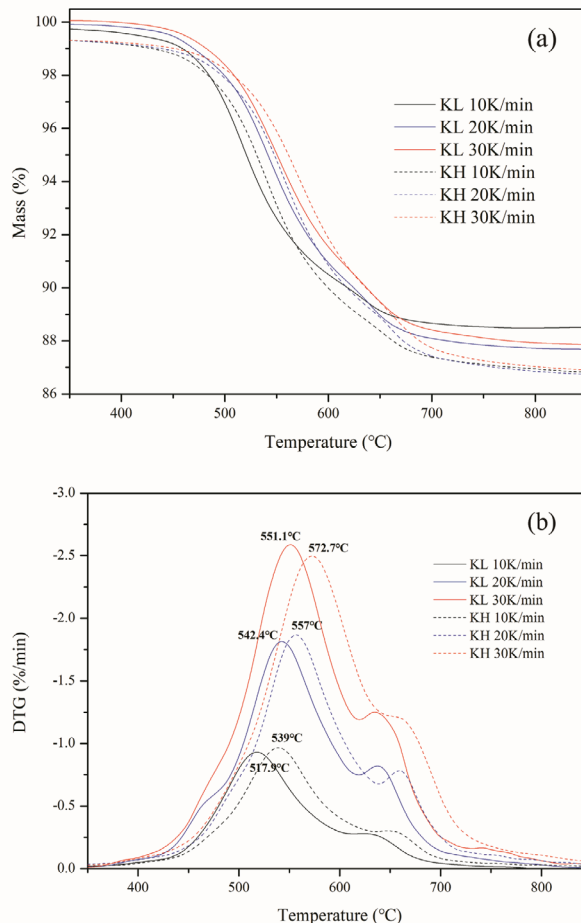 (a)
100
98
96
94
92
90
88
86
Mass (%)
KL 10K/min
KL 20K/min
KL 30K/min
KH 10K/min
KH 20K/min
KH 30K/min
400
500
600
700
800
Temperature (℃)
(b)
-3.0
-2.5
-2.0
-1.5
-1.0
-0.5
-0.0
DTG (%/min)
551.1℃
572.7℃
542.4℃
557℃
539℃
517.9℃
KL 10K/min
KL 20K/min
KL 30K/min
KH 10K/min
KH 20K/min
KH 30K/min
400
500
600
700
800
Temperature (℃)